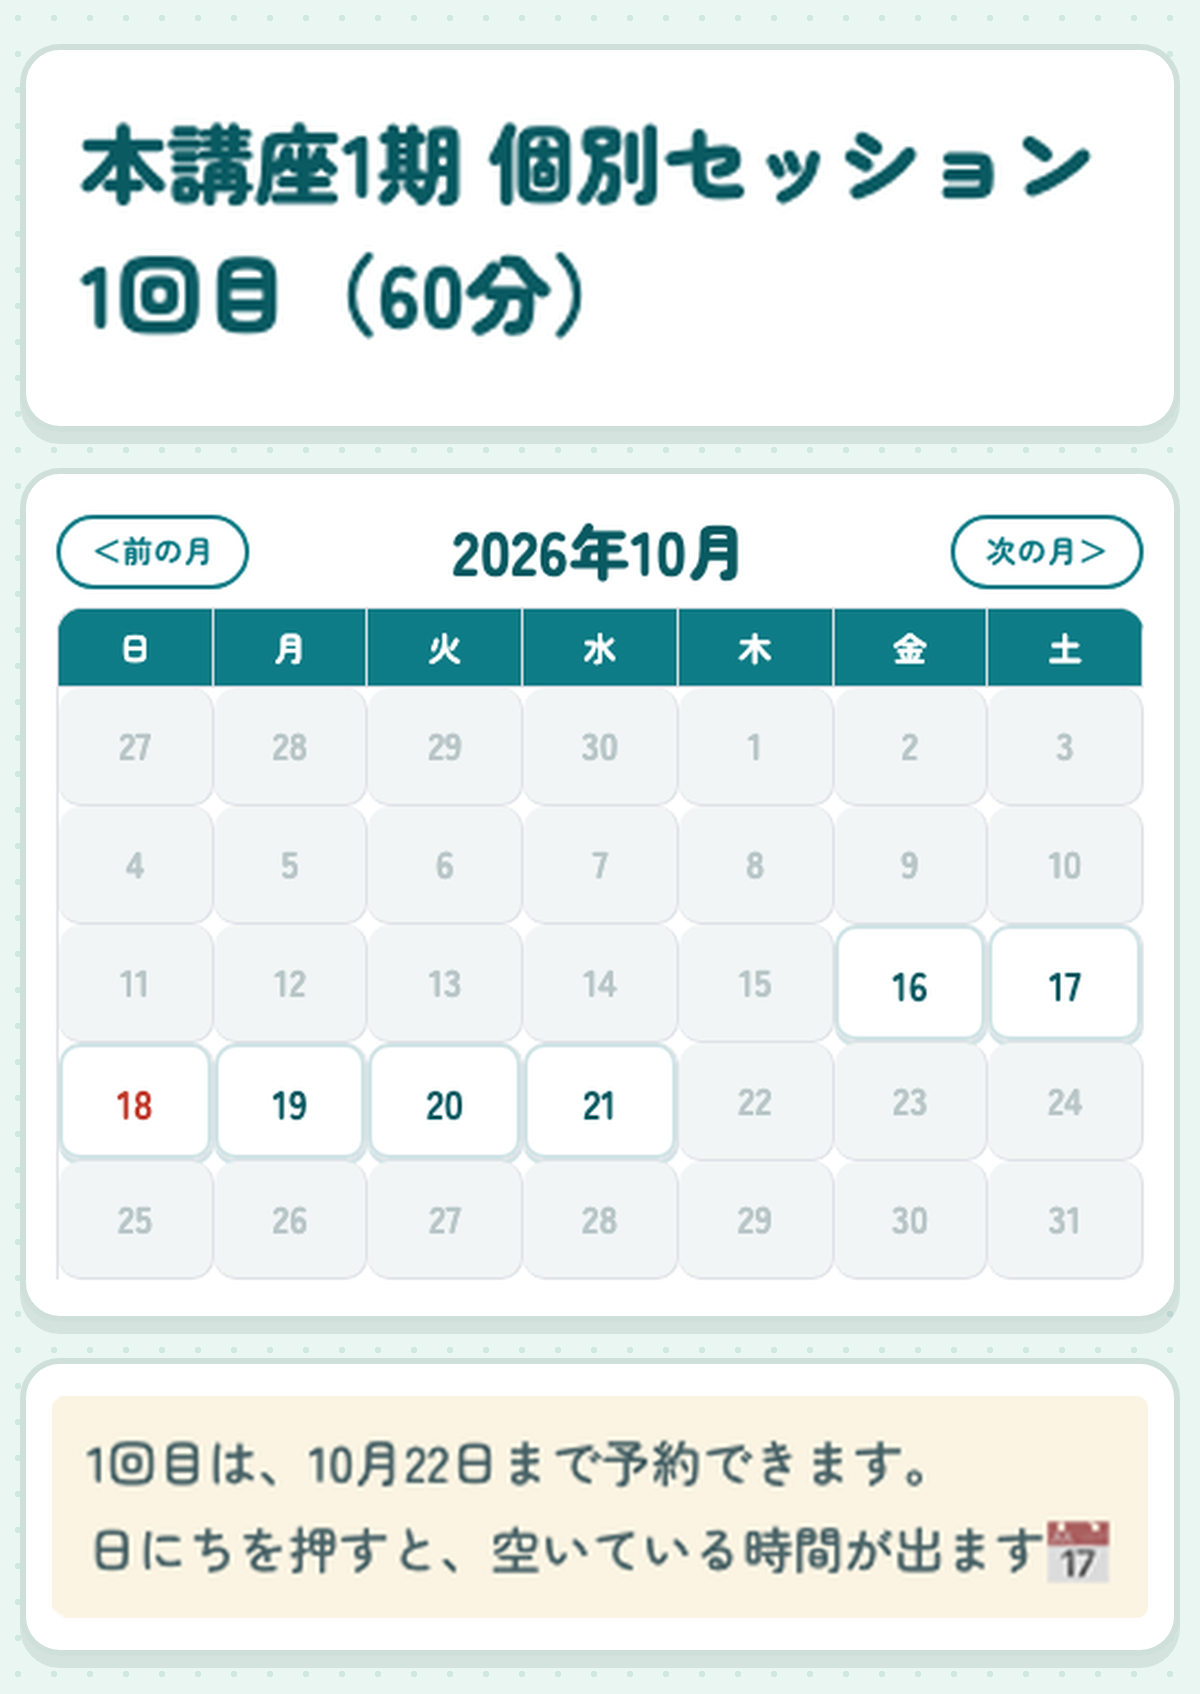 本講座1期 個別セッション
1回目（60分）
＜前の月 2026年10月 次の月＞
日 月 火 水 木 金 土
27 28 29 30 1 2 3
4 5 6 7 8 9 10
11 12 13 14 15 16 17
18 19 20 21 22 23 24
25 26 27 28 29 30 31
1回目は、10月22日まで予約できます。
日にちを押すと、空いている時間が出ます📅